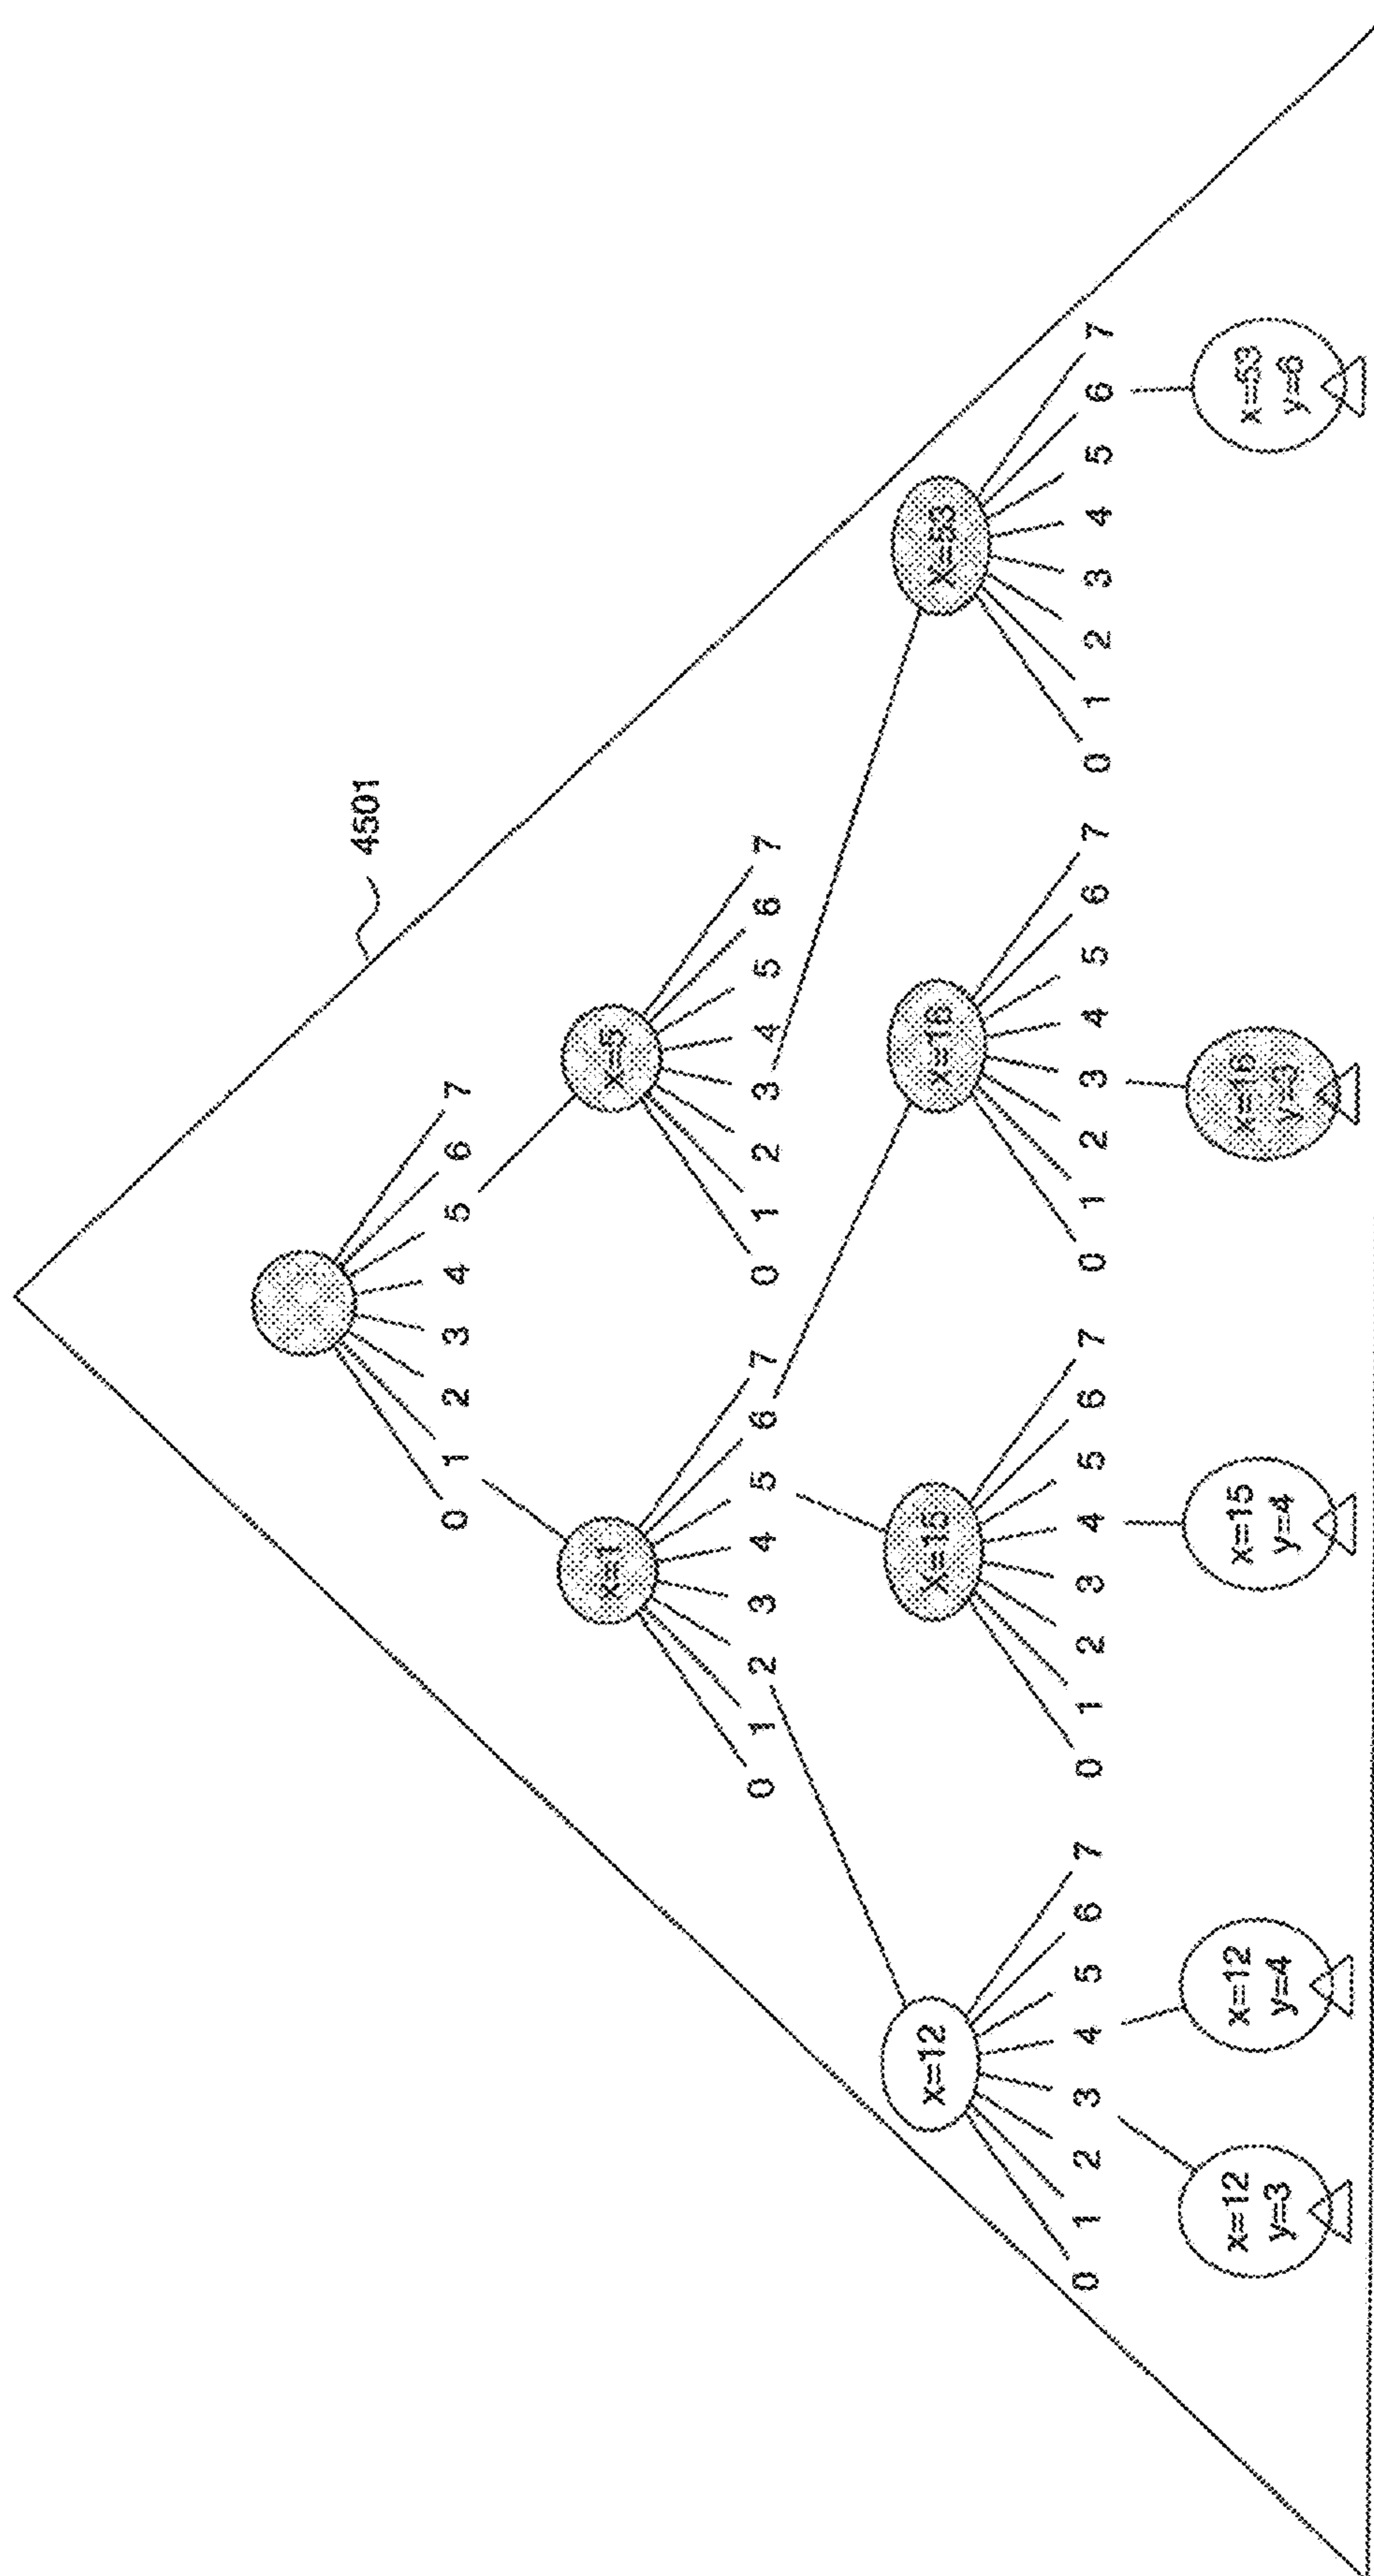 4501
0 1 2 3 4 5 6 7
x=1 x=5
0 1 2 3 4 5 6 7 0 1 2 3 4 5 6 7
x=12 X=15 x=16 X=53
0 1 2 3 4 5 6 7 0 1 2 3 4 5 6 7 0 1 2 3 4 5 6 7 0 1 2 3 4 5 6 7
x=12 x=12 x=15 x=16 x=53
y=3 y=4 y=4 y=3 y=6